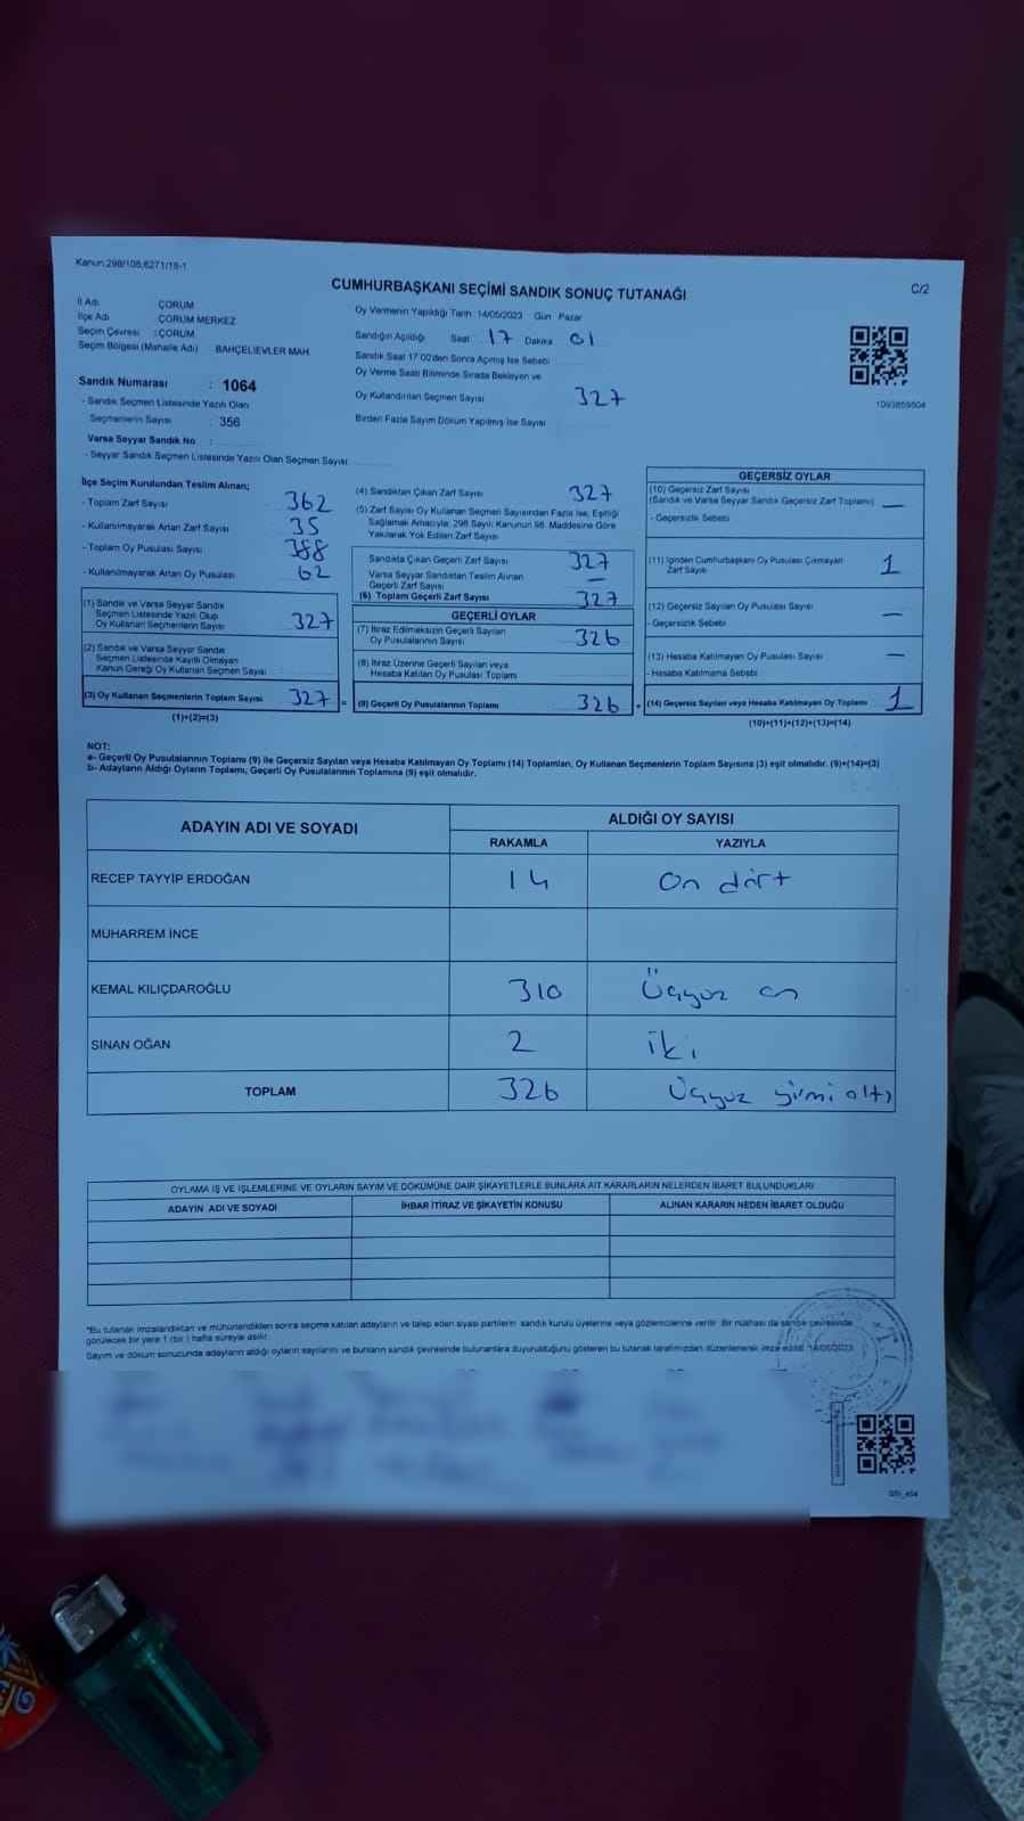 Kanun:298/105,6271/18-1
CUMHURBAŞKANI SEÇİMİ SANDIK SONUÇ TUTANAĞI
C/2
İl Adı ÇORUM
İlçe Adı ÇORUM MERKEZ
Seçim Çevresi : ÇORUM
Seçim Bölgesi (Mahalle Adı) BAHÇELİEVLER MAH.
Oy Vermenin Yapıldığı Tarih : 14/05/2023 Gün Pazar
Sandığın Açıldığı Saat 17 Dakika 01
Sandık Saat 17:00'den Sonra Açılmış İse Sebebi
Oy Verme Saati Bitiminde Sırada Bekleyen ve
Oy Kullandırılan Seçmen Sayısı 327
Birden Fazla Sayım Döküm Yapılmış İse Sayısı
Sandık Numarası : 1064
- Sandık Seçmen Listesinde Yazılı Olan
Seçmenlerin Sayısı : 356
Varsa Seyyar Sandık No :
- Seyyar Sandık Seçmen Listesinde Yazılı Olan Seçmen Sayısı
İlçe Seçim Kurulundan Teslim Alınan;
- Toplam Zarf Sayısı 362
- Kullanılmayarak Artan Zarf Sayısı 35
- Toplam Oy Pusulası Sayısı 388
- Kullanılmayarak Artan Oy Pusulası 62
(1) Sandık ve Varsa Seyyar Sandık
Seçmen Listesinde Yazılı Olup
Oy Kullanan Seçmenlerin Sayısı 327
(2) Sandık ve Varsa Seyyar Sandık
Seçmen Listesinde Kayıtlı Olmayan
Kanun Gereği Oy Kullanan Seçmen Sayısı
(3) Oy Kullanan Seçmenlerin Toplam Sayısı 327 =
(1)+(2)=(3)
(4) Sandıktan Çıkan Zarf Sayısı 327
(5) Zarf Sayısı Oy Kullanan Seçmen Sayısından Fazla İse, Eşitliği
Sağlamak Amacıyla; 298 Sayılı Kanunun 98. Maddesine Göre
Yakılarak Yok Edilen Zarf Sayısı
Sandıkta Çıkan Geçerli Zarf Sayısı 327
Varsa Seyyar Sandıktan Teslim Alınan
Geçerli Zarf Sayısı —
(6) Toplam Geçerli Zarf Sayısı 327
GEÇERLİ OYLAR
(7) İtiraz Edilmeksizin Geçerli Sayılan
Oy Pusulalarının Sayısı 326
(8) İtiraz Üzerine Geçerli Sayılan veya
Hesaba Katılan Oy Pusulası Toplamı
(9) Geçerli Oy Pusulalarının Toplamı 326 +
GEÇERSİZ OYLAR
(10) Geçersiz Zarf Sayısı
(Sandık ve Varsa Seyyar Sandık Geçersiz Zarf Toplamı) —
- Geçersizlik Sebebi
(11) İçinden Cumhurbaşkanı Oy Pusulası Çıkmayan
Zarf Sayısı 1
(12) Geçersiz Sayılan Oy Pusulası Sayısı —
- Geçersizlik Sebebi
(13) Hesaba Katılmayan Oy Pusulası Sayısı —
- Hesaba Katılmama Sebebi
(14) Geçersiz Sayılan veya Hesaba Katılmayan Oy Toplamı 1
(10)+(11)+(12)+(13)=(14)
NOT:
a- Geçerli Oy Pusulalarının Toplamı (9) ile Geçersiz Sayılan veya Hesaba Katılmayan Oy Toplamı (14) Toplamları, Oy Kullanan Seçmenlerin Toplam Sayısına (3) eşit olmalıdır. (9)+(14)=(3)
b- Adayların Aldığı Oyların Toplamı, Geçerli Oy Pusulalarının Toplamına (9) eşit olmalıdır.
ADAYIN ADI VE SOYADI
ALDIĞI OY SAYISI
RAKAMLA YAZIYLA
RECEP TAYYİP ERDOĞAN 14 On dört
MUHARREM İNCE
KEMAL KILIÇDAROĞLU 310 Üçyüz on
SİNAN OĞAN 2 iki
TOPLAM 326 Üçyüz yirmi altı
OYLAMA İŞ VE İŞLEMLERİNE VE OYLARIN SAYIM VE DÖKÜMÜNE DAİR ŞİKAYETLERLE BUNLARA AİT KARARLARIN NELERDEN İBARET BULUNDUKLARI
ADAYIN ADI VE SOYADI İHBAR İTİRAZ VE ŞİKAYETİN KONUSU ALINAN KARARIN NEDEN İBARET OLDUĞU
*Bu tutanak imzalandıktan ve mühürlendikten sonra seçime katılan adayların ve talep eden siyasi partilerin sandık kurulu üyelerine veya gözlemcilerine verilir. Bir nüshası da sandık çevresinde
görülecek bir yere 1 (bir) hafta süreyle asılır.
Sayım ve döküm sonucunda adayların aldığı oyların sayılarını ve bunların sandık çevresinde bulunanlara duyurulduğunu gösteren bu tutanak tarafımızdan düzenlenerek imza edildi. 14/05/2023